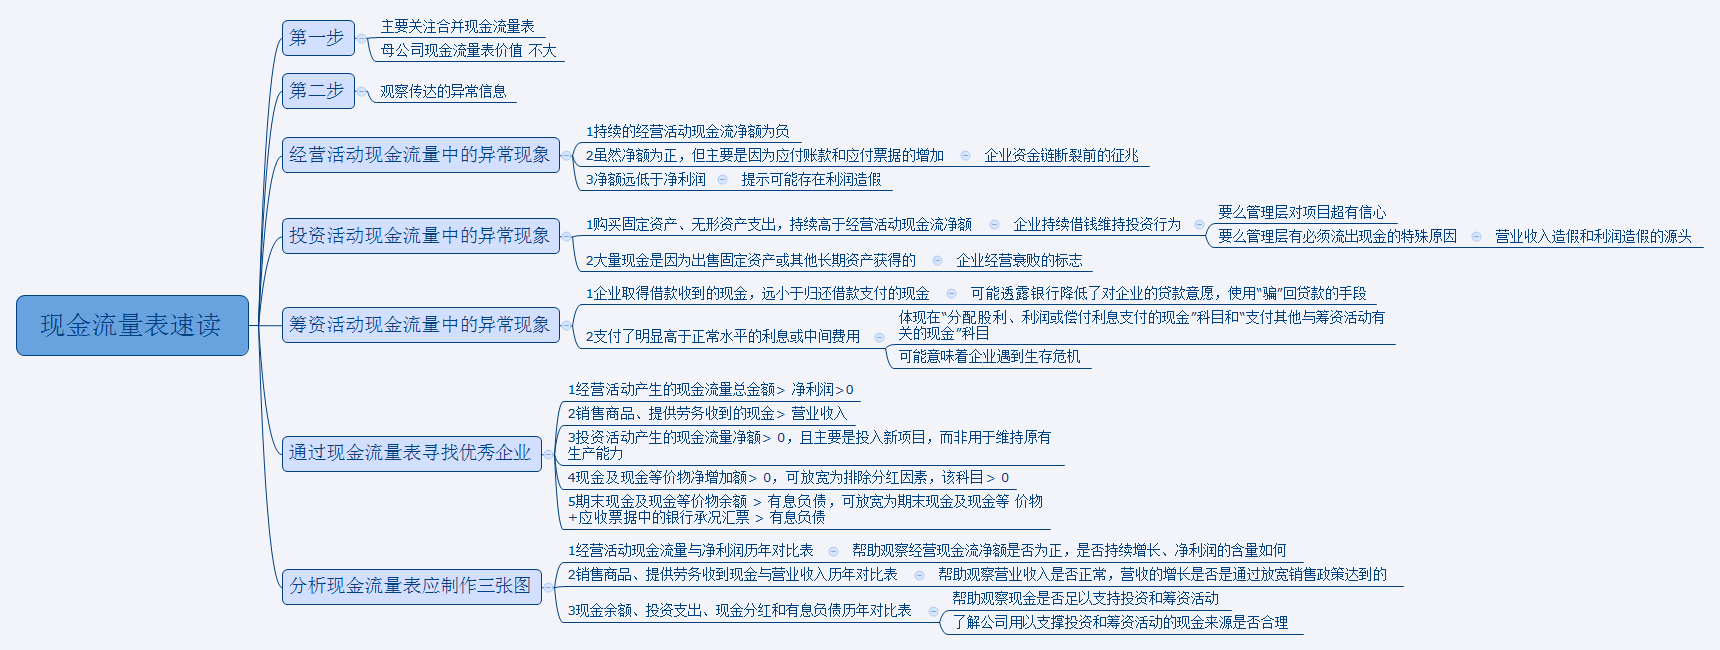 现金流量表速读
第一步
主要关注合并现金流量表
母公司现金流量表价值 不大
第二步
观察传达的异常信息
经营活动现金流量中的异常现象
1持续的经营活动现金流净额为负
2虽然净额为正，但主要是因为应付账款和应付票据的增加
企业资金链断裂前的征兆
3净额远低于净利润
提示可能存在利润造假
投资活动现金流量中的异常现象
1购买固定资产、无形资产支出，持续高于经营活动现金流净额
企业持续借钱维持投资行为
要么管理层对项目超有信心
要么管理层有必须流出现金的特殊原因
营业收入造假和利润造假的源头
2大量现金是因为出售固定资产或其他长期资产获得的
企业经营衰败的标志
筹资活动现金流量中的异常现象
1企业取得借款收到的现金，远小于归还借款支付的现金
可能透露银行降低了对企业的贷款意愿，使用“骗”回贷款的手段
2支付了明显高于正常水平的利息或中间费用
体现在“分配股利、利润或偿付利息支付的现金”科目和“支付其他与筹资活动有
关的现金”科目
可能意味着企业遇到生存危机
通过现金流量表寻找优秀企业
1经营活动产生的现金流量总金额> 净利润>0
2销售商品、提供劳务收到的现金> 营业收入
3投资活动产生的现金流量净额> 0，且主要是投入新项目，而非用于维持原有
生产能力
4现金及现金等价物净增加额> 0，可放宽为排除分红因素，该科目> 0
5期末现金及现金等价物余额 > 有息负债，可放宽为期末现金及现金等 价物
+应收票据中的银行承况汇票 > 有息负债
分析现金流量表应制作三张图
1经营活动现金流量与净利润历年对比表
帮助观察经营现金流净额是否为正，是否持续增长、净利润的含量如何
2销售商品、提供劳务收到现金与营业收入历年对比表
帮助观察营业收入是否正常，营收的增长是否是通过放宽销售政策达到的
3现金余额、投资支出、现金分红和有息负债历年对比表
帮助观察现金是否足以支持投资和筹资活动
了解公司用以支撑投资和筹资活动的现金来源是否合理